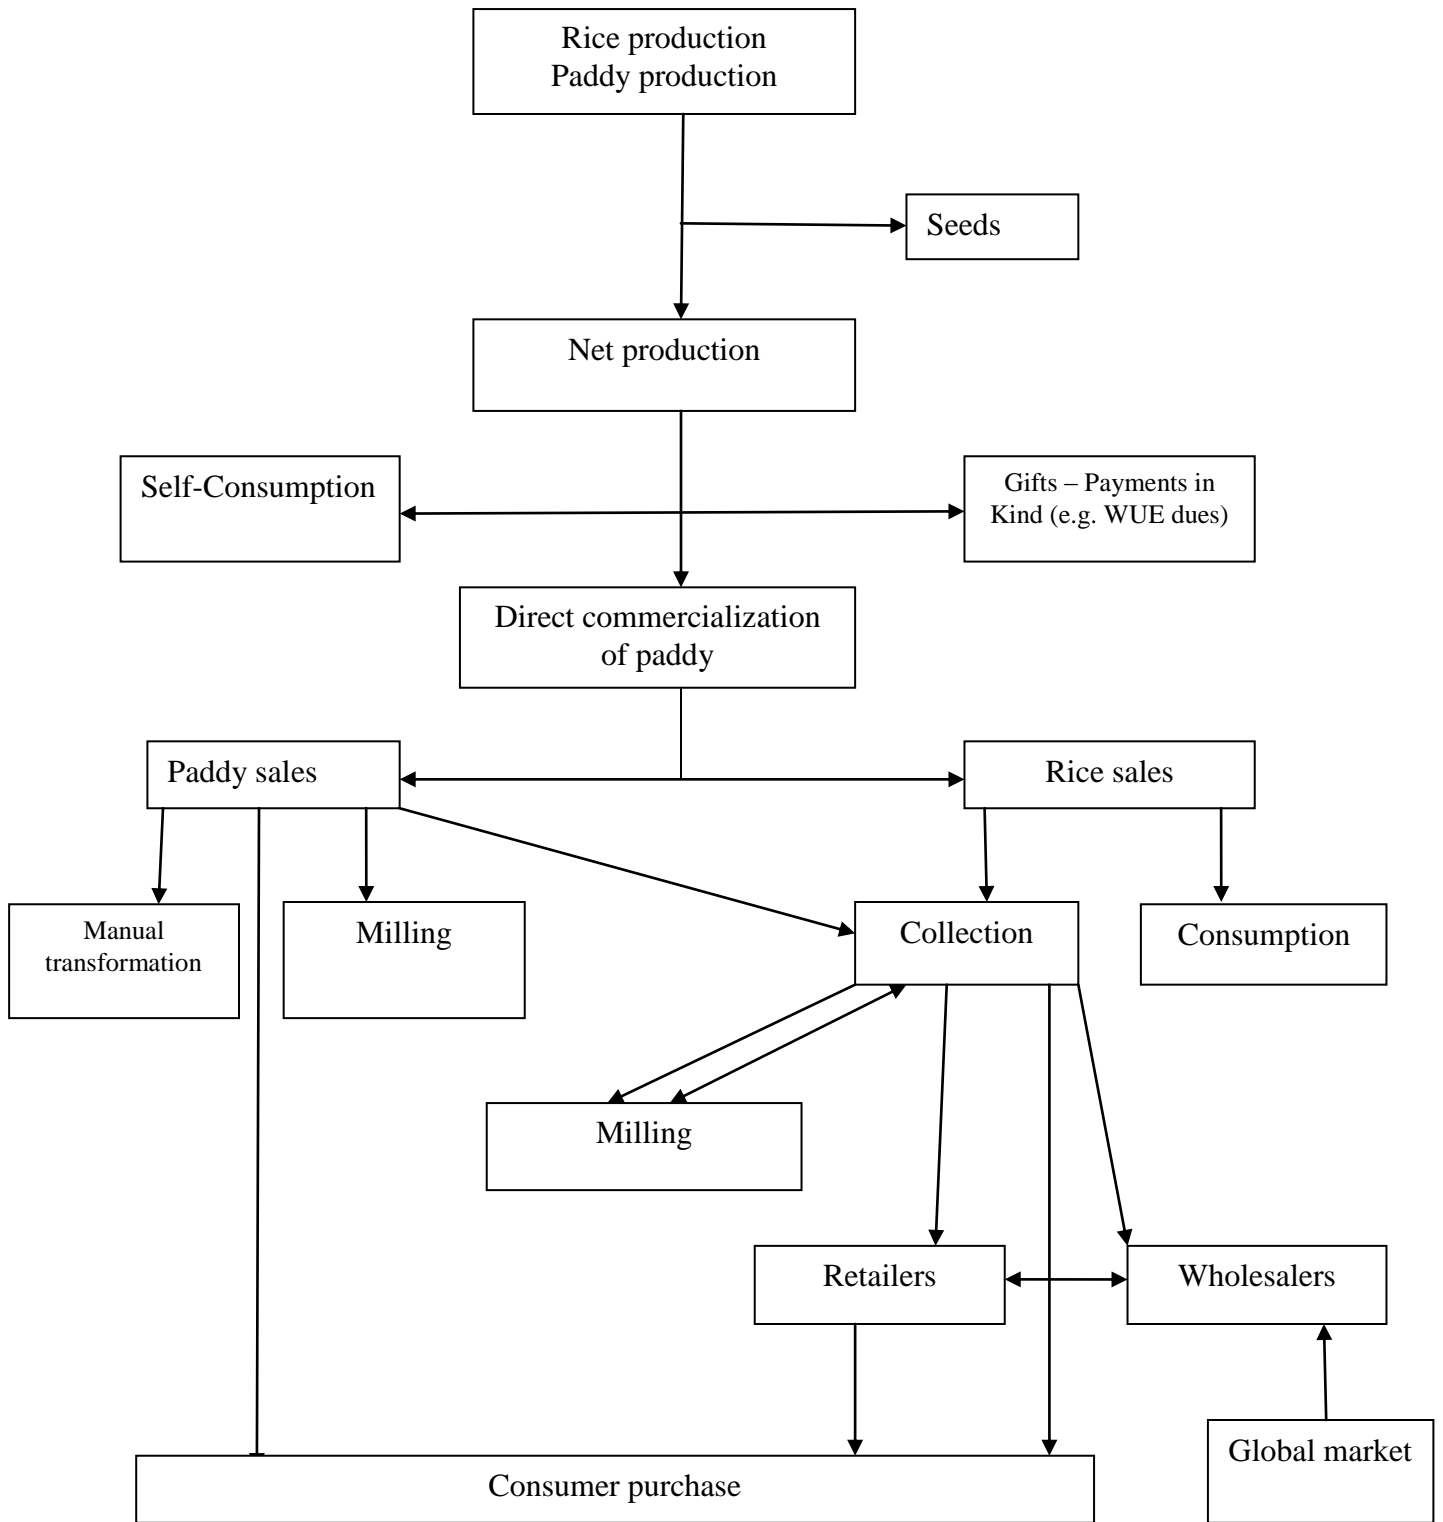 Rice production
Paddy production
Seeds
Net production
Self-Consumption
Gifts – Payments in
Kind (e.g. WUE dues)
Direct commercialization
of paddy
Paddy sales
Rice sales
Manual
transformation
Milling
Collection
Consumption
Milling
Retailers
Wholesalers
Global market
Consumer purchase